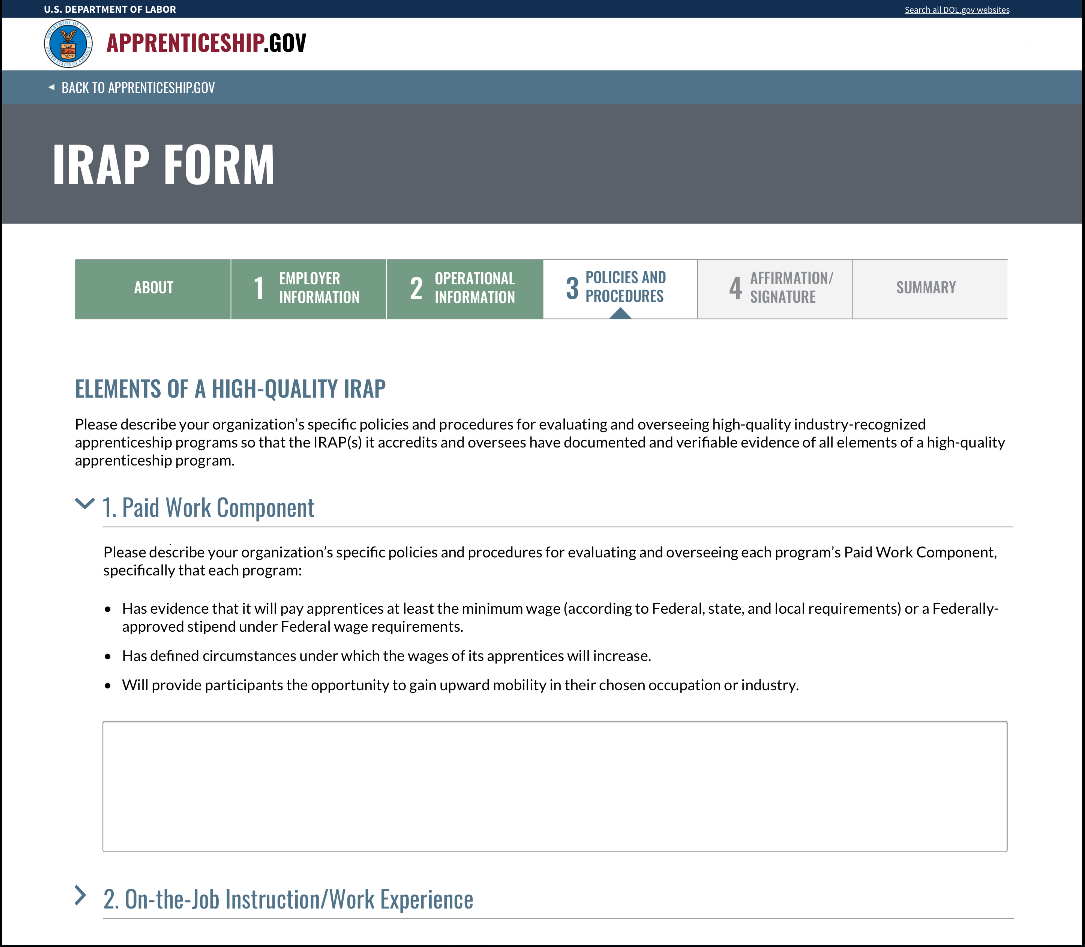 U.S. DEPARTMENT OF LABOR
Search all DOL.gov websites
APPRENTICESHIP.GOV
BACK TO APPRENTICESHIP.GOV
IRAP FORM
ABOUT
1 EMPLOYER
INFORMATION
2 OPERATIONAL
INFORMATION
3 POLICIES AND
PROCEDURES
4 AFFIRMATION/
SIGNATURE
SUMMARY
ELEMENTS OF A HIGH-QUALITY IRAP
Please describe your organization's specific policies and procedures for evaluating and overseeing high-quality industry-recognized
apprenticeship programs so that the IRAP(s) it accredits and oversees have documented and verifiable evidence of all elements of a high-quality
apprenticeship program.
1. Paid Work Component
Please describe your organization's specific policies and procedures for evaluating and overseeing each program's Paid Work Component,
specifically that each program:
• Has evidence that it will pay apprentices at least the minimum wage (according to Federal, state, and local requirements) or a Federally-
approved stipend under Federal wage requirements.
• Has defined circumstances under which the wages of its apprentices will increase.
• Will provide participants the opportunity to gain upward mobility in their chosen occupation or industry.
2. On-the-Job Instruction/Work Experience